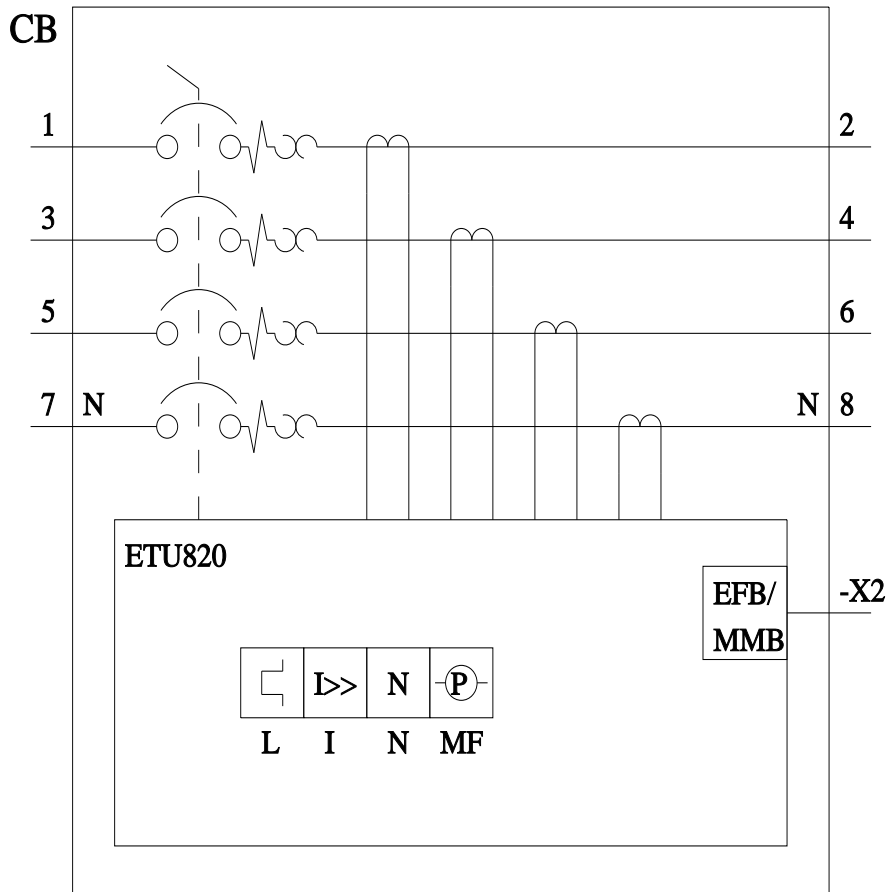 CB
1 2
3 4
5 6
7 N N 8
ETU820
EFB/ -X2
MMB
I>> N P
L I N MF